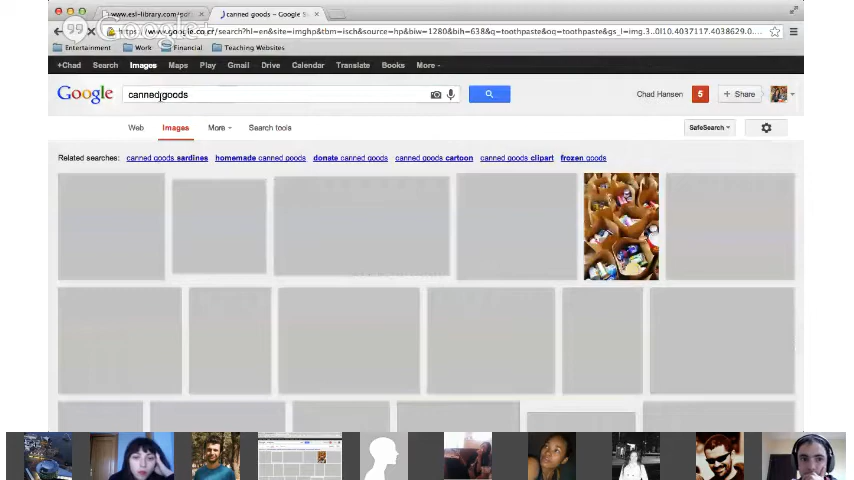 www.esl-library.com/pdf
canned goods – Google S
https://www.google.co.cr/search?hl=en&site=imghp&tbm=isch&source=hp&biw=1280&bih=638&q=toothpaste&oq=toothpaste&gs_l=img.3..0l10.4037117.4038629.0....
Google+
Entertainment Work Financial Teaching Websites
+Chad Search Images Maps Play Gmail Drive Calendar Translate Books More
Google canned goods Chad Hansen 5 + Share
Web Images More Search tools SafeSearch
Related searches: canned goods sardines homemade canned goods donate canned goods canned goods cartoon canned goods clipart frozen goods